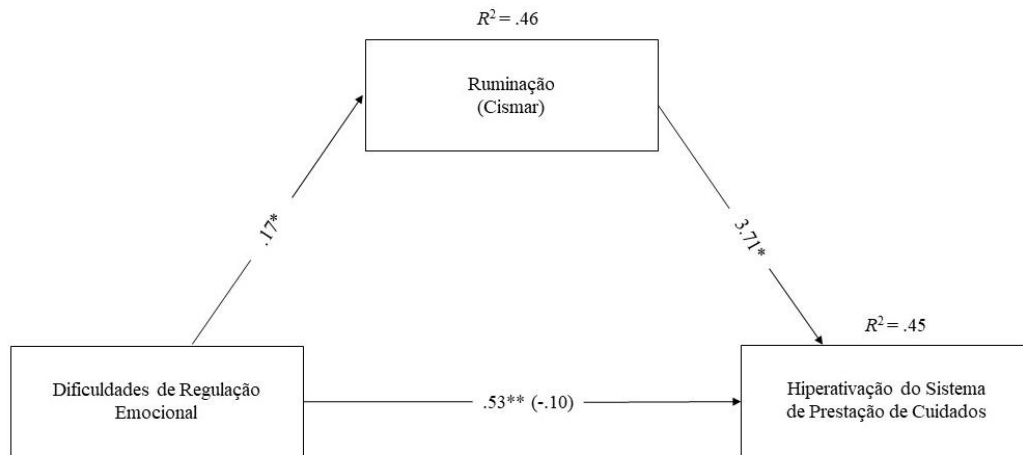 R² = .46
Ruminação
(Cismar)
.17*
3.71*
R² = .45
Dificuldades de Regulação
Emocional
.53** (-.10)
Hiperativação do Sistema
de Prestação de Cuidados